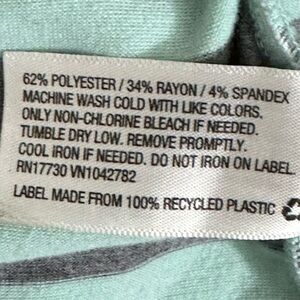 62% POLYESTER / 34% RAYON / 4% SPANDEX
MACHINE WASH COLD WITH LIKE COLORS.
ONLY NON-CHLORINE BLEACH IF NEEDED.
TUMBLE DRY LOW. REMOVE PROMPTLY.
COOL IRON IF NEEDED. DO NOT IRON ON LABEL.
RN17730 VN1042782
LABEL MADE FROM 100% RECYCLED PLASTIC